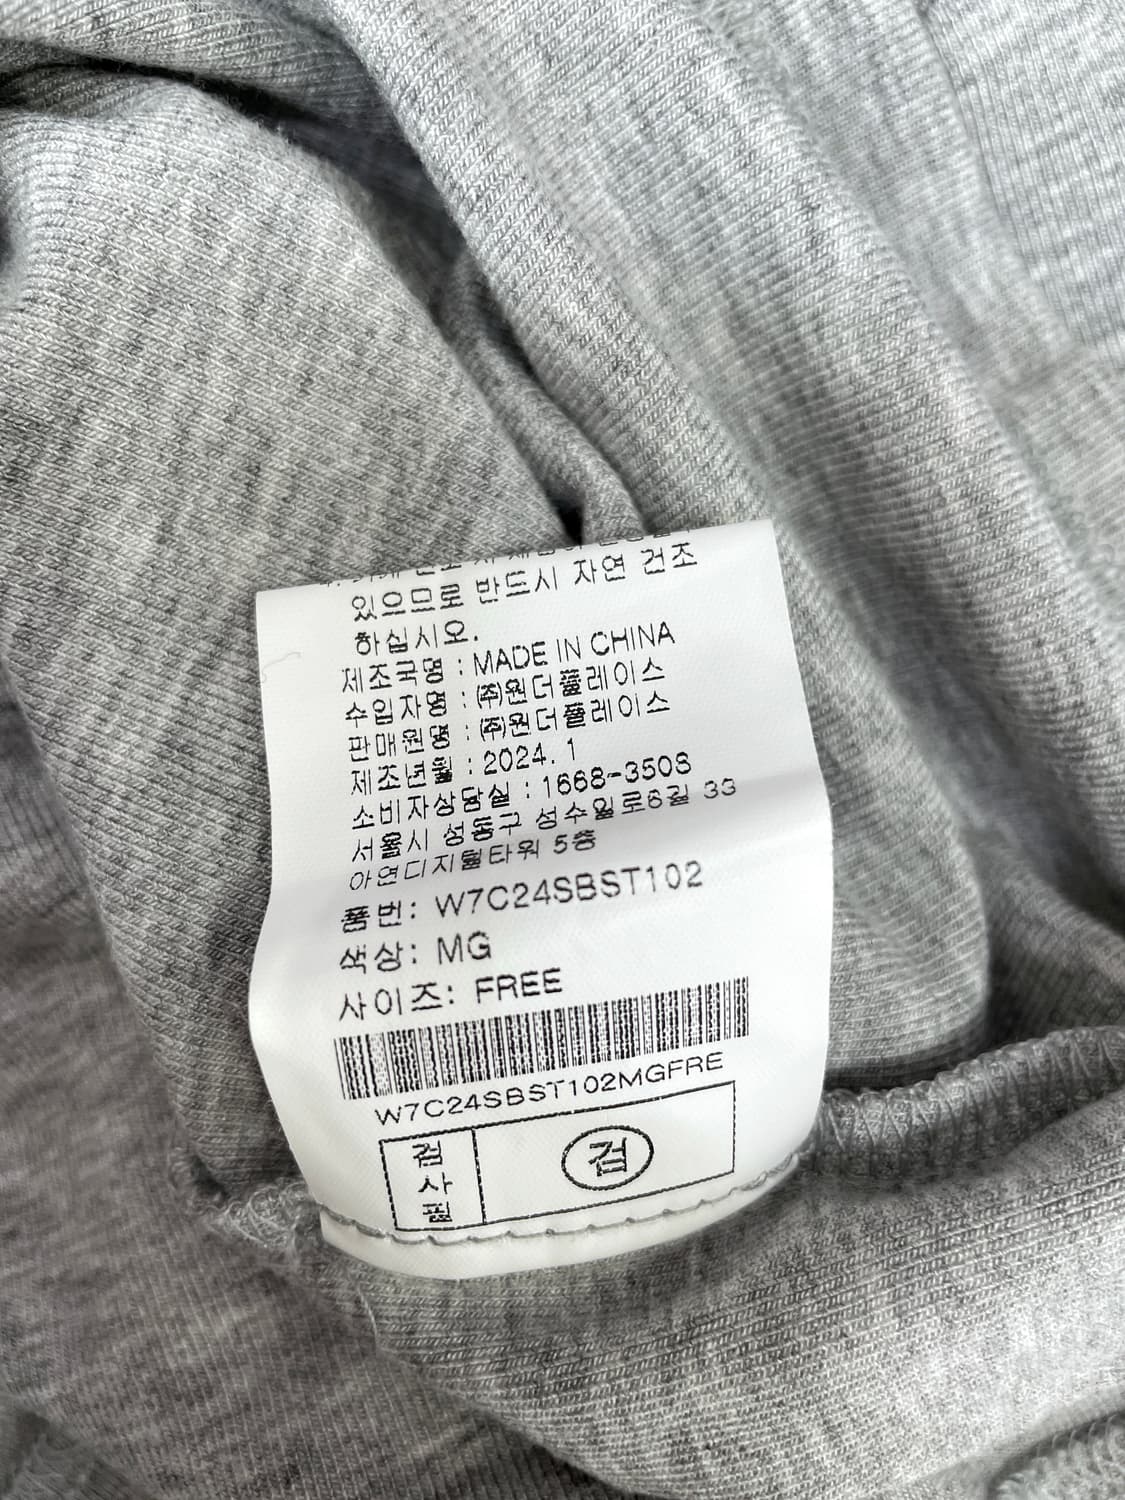 있으므로 반드시 자연 건조
하십시오.
제조국명 : MADE IN CHINA
수입자명 : ㈜원더플레이스
판매원명 : ㈜원더플레이스
제조년월 : 2024. 1
소비자상담실 : 1668-3508
서울시 성동구 성수일로6길 33
아연디지털타워 5층
품번: W7C24SBST102
색상: MG
사이즈: FREE
W7C24SBST102MGFRE
검사필
검